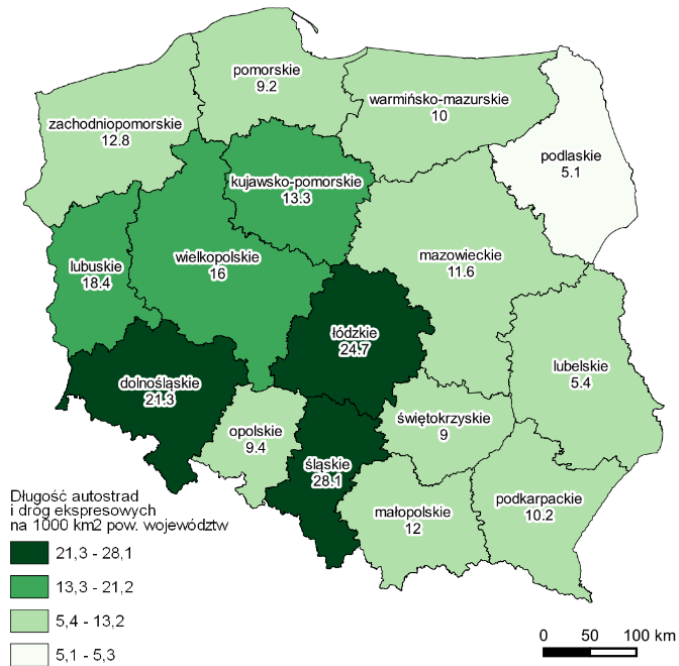 pomorskie
9.2
warmińsko-mazurskie
10
zachodniopomorskie
12.8
podlaskie
5.1
kujawsko-pomorskie
13.3
mazowieckie
11.6
wielkopolskie
16
lubuskie
18.4
łódzkie
24.7
lubelskie
5.4
dolnośląskie
21.3
świętokrzyskie
9
opolskie
9.4
śląskie
28.1
podkarpackie
10.2
małopolskie
12
Długość autostrad
i dróg ekspresowych
na 1000 km2 pow. województw
21,3 - 28,1
13,3 - 21,2
5,4 - 13,2
5,1 - 5,3
0 50 100 km